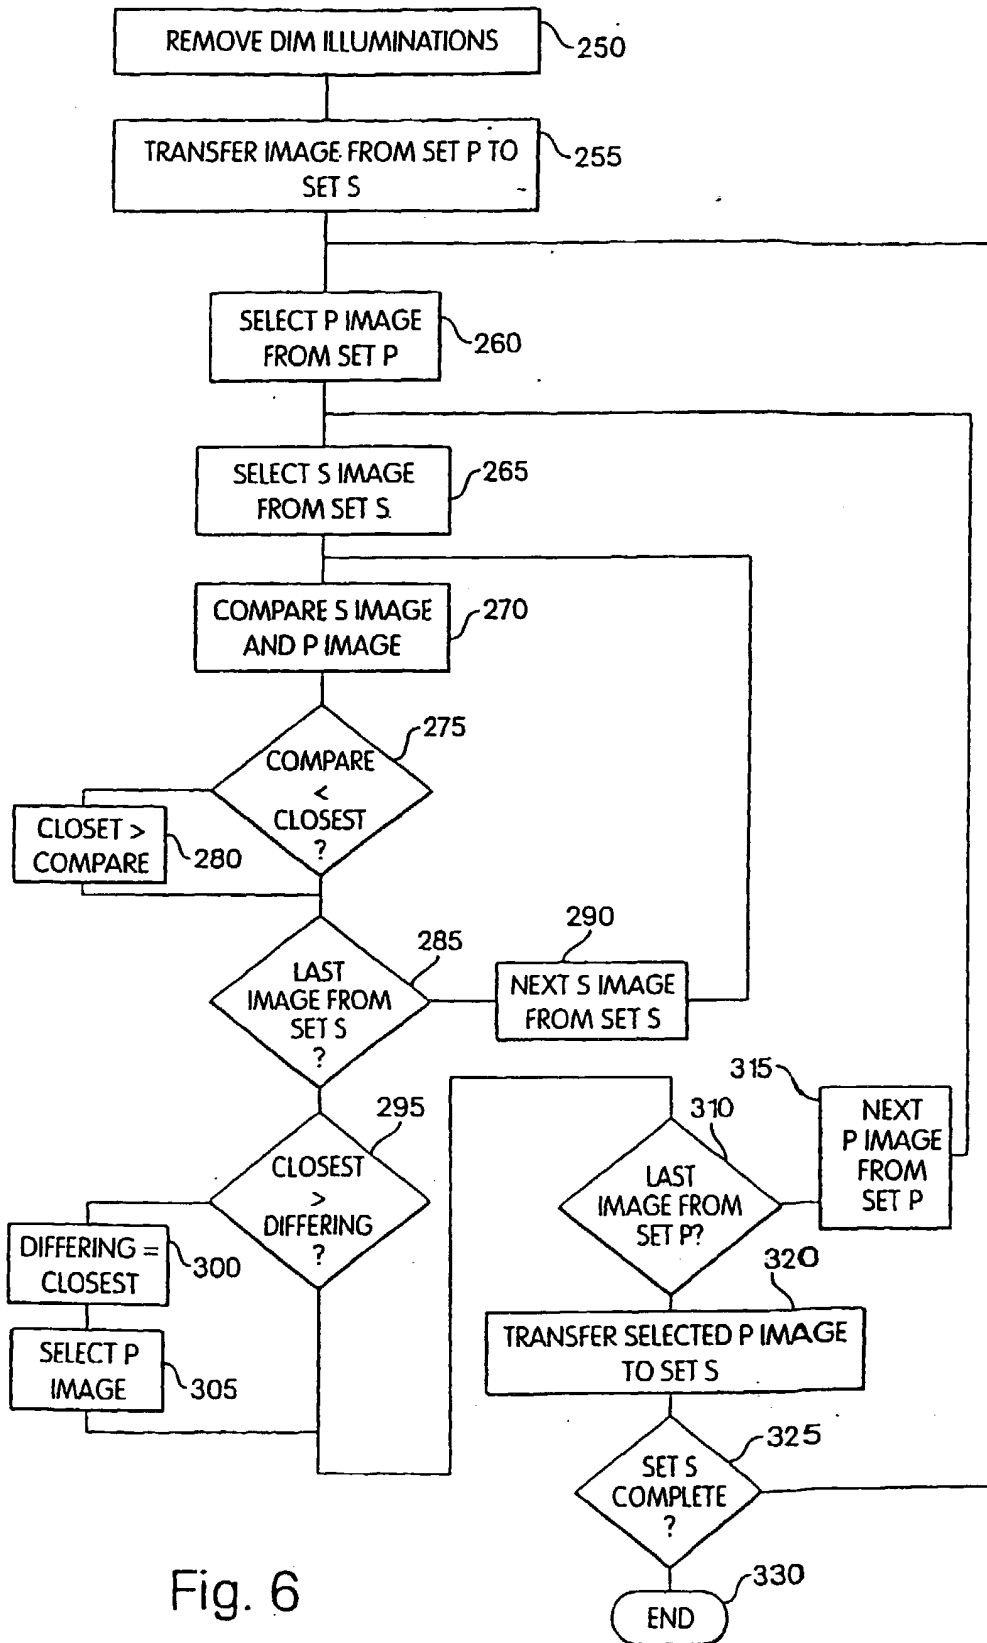 REMOVE DIM ILLUMINATIONS
250
TRANSFER IMAGE FROM SET P TO
SET S
255
SELECT P IMAGE
FROM SET P
260
SELECT S IMAGE
FROM SET S.
265
COMPARE S IMAGE
AND P IMAGE
270
COMPARE
<
CLOSEST
?
275
CLOSET >
COMPARE
280
LAST
IMAGE FROM
SET S
?
285
290
NEXT S IMAGE
FROM SET S
CLOSEST
>
DIFFERING
?
295
DIFFERING =
CLOSEST
300
SELECT P
IMAGE
305
LAST
IMAGE FROM
SET P?
310
315
NEXT
P IMAGE
FROM
SET P
320
TRANSFER SELECTED P IMAGE
TO SET S
SET S
COMPLETE
?
325
END
330
Fig. 6